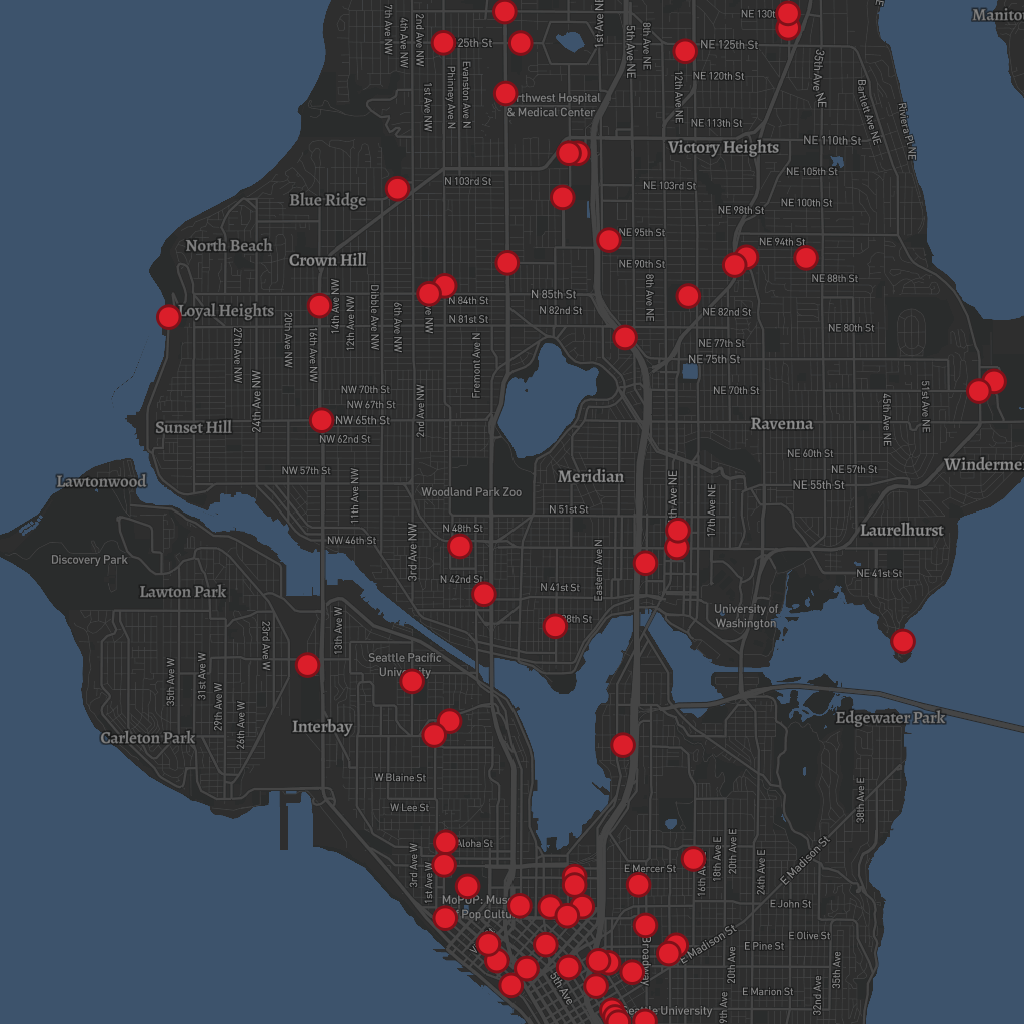 7th Ave NW
4th Ave NW
2nd Ave NW
1st Ave NE
5th Ave NE
8th Ave NE
NE 130t
Manito
25th St
NE 125th St
NE 120th St
12th Ave NE
35th Ave NE
1st Ave NW
Phinney Ave N
Evanston Ave N
rthwest Hospital
& Medical Center
Bartlett Ave NE
Riviera Pl NE
NE 113th St
NE 110th St
Victory Heights
NE 105th St
N 103rd St
NE 103rd St
Blue Ridge
NE 100th St
NE 98th St
NE 95th St
North Beach
NE 94th St
Crown Hill
NE 90th St
NE 88th St
8th Ave NE
N 85th St
N 84th St
N 82nd St
NE 82nd St
Loyal Heights
14th Ave NW
12th Ave NW
Dibble Ave NW
6th Ave NW
Ave NW
N 81st St
NE 80th St
20th Ave NW
16th Ave NW
27th Ave NW
NE 77th St
NE 75th St
Fremont Ave N
NW 70th St
NE 70th St
24th Ave NW
2nd Ave NW
NW 67th St
45th Ave NE
51st Ave NE
NW 65th St
Sunset Hill
Ravenna
NW 62nd St
NE 60th St
NW 57th St
NE 57th St
Winderme
Meridian
Lawtonwood
NE 55th St
Woodland Park Zoo
11th Ave NW
17th Ave NE
N 51st St
N 48th St
Laurelhurst
NW 46th St
3rd Ave NW
Discovery Park
Eastern Ave N
NE 41st St
N 42nd St
N 41st St
Lawton Park
University of
Washington
38th St
13th Ave W
23rd Ave W
Seattle Pacific
University
35th Ave W
31st Ave W
29th Ave W
26th Ave W
Edgewater Park
Interbay
Carleton Park
W Blaine St
W Lee St
38th Ave E
Aloha St
3rd Ave W
1st Ave W
E Mercer St
16th Ave
18th Ave E
20th Ave E
24th Ave E
E Madison St
MoPOP: Mus
f Pop Cultu
E John St
E Olive St
E Pine St
E Madison St
Broadway
5th Ave
20th Ave
35th Ave
32nd Ave
E Marion St
Seattle University